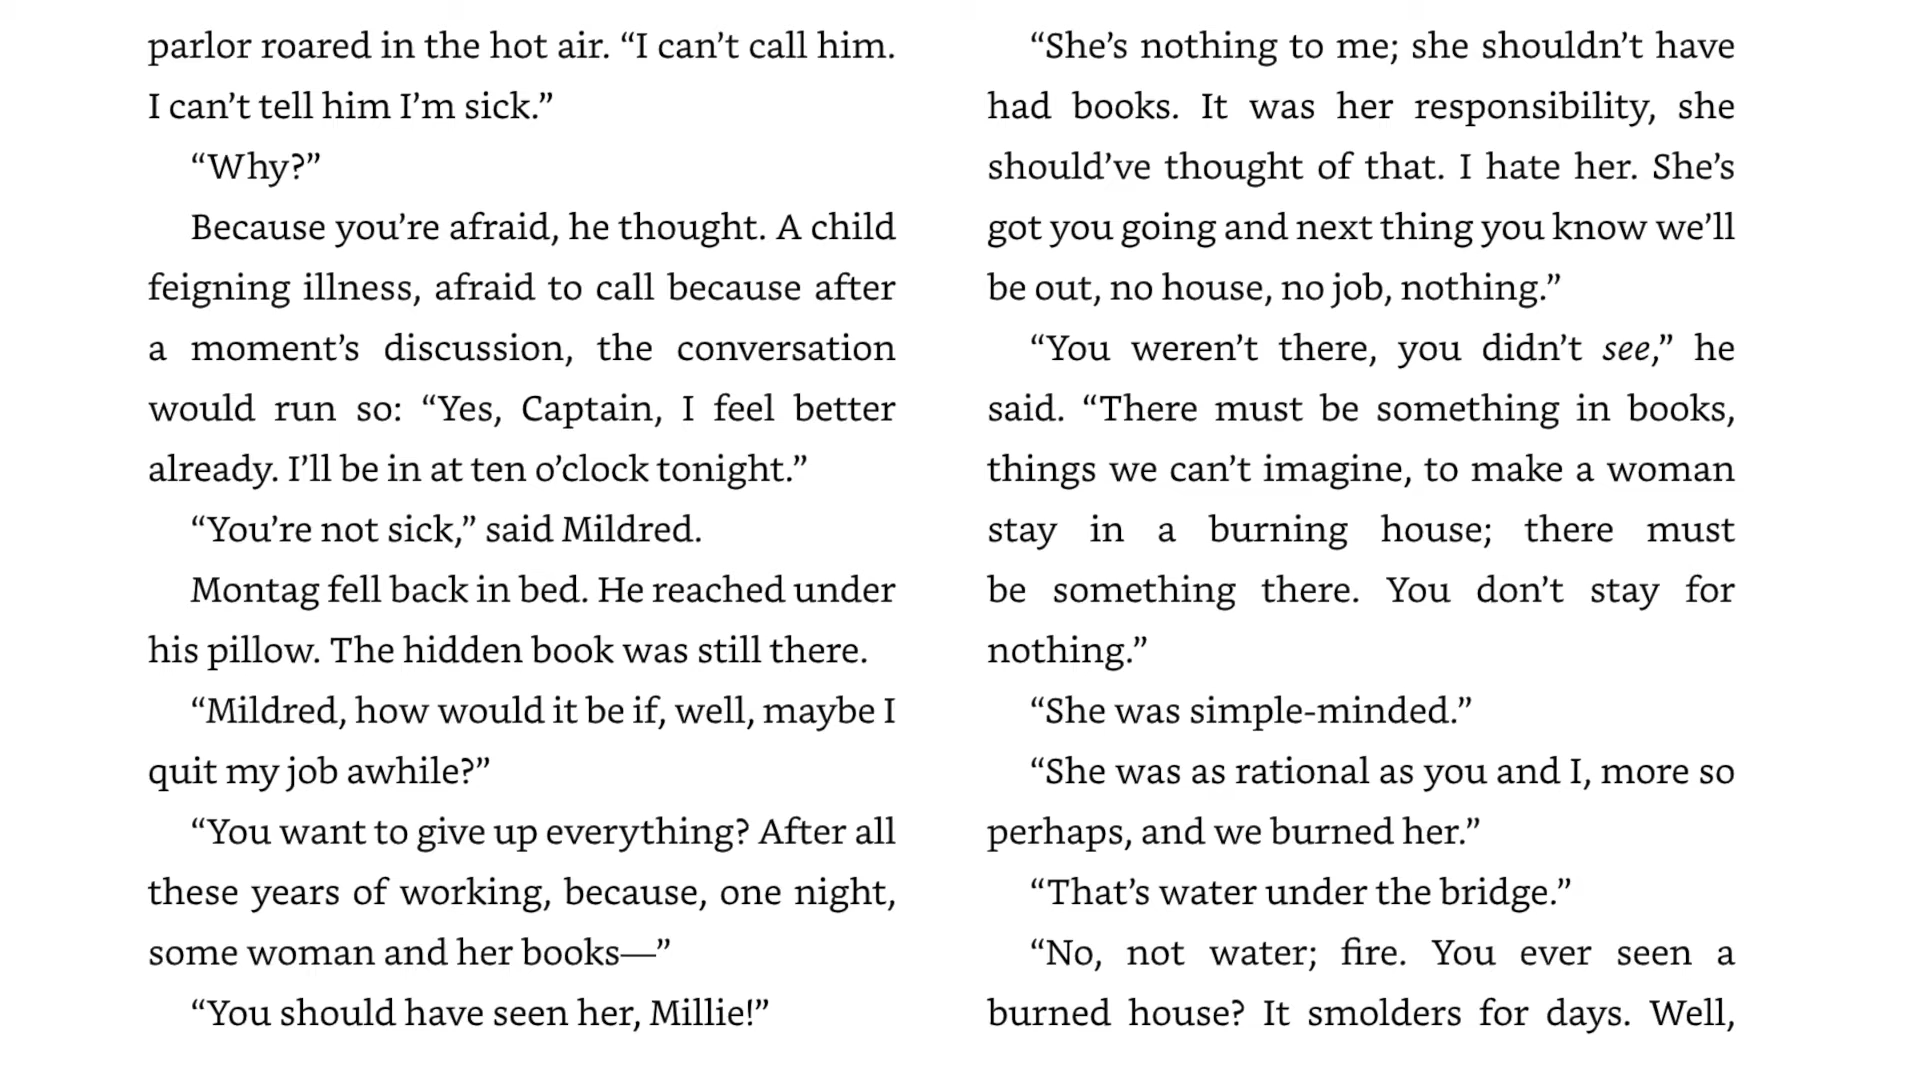 parlor roared in the hot air. “I can’t call him.
I can’t tell him I’m sick.”
“Why?”
Because you’re afraid, he thought. A child
feigning illness, afraid to call because after
a moment’s discussion, the conversation
would run so: “Yes, Captain, I feel better
already. I’ll be in at ten o’clock tonight.”
“You’re not sick,” said Mildred.
Montag fell back in bed. He reached under
his pillow. The hidden book was still there.
“Mildred, how would it be if, well, maybe I
quit my job awhile?”
“You want to give up everything? After all
these years of working, because, one night,
some woman and her books—”
“You should have seen her, Millie!”
“She’s nothing to me; she shouldn’t have
had books. It was her responsibility, she
should’ve thought of that. I hate her. She’s
got you going and next thing you know we’ll
be out, no house, no job, nothing.”
“You weren’t there, you didn’t see,” he
said. “There must be something in books,
things we can’t imagine, to make a woman
stay in a burning house; there must
be something there. You don’t stay for
nothing.”
“She was simple-minded.”
“She was as rational as you and I, more so
perhaps, and we burned her.”
“That’s water under the bridge.”
“No, not water; fire. You ever seen a
burned house? It smolders for days. Well,